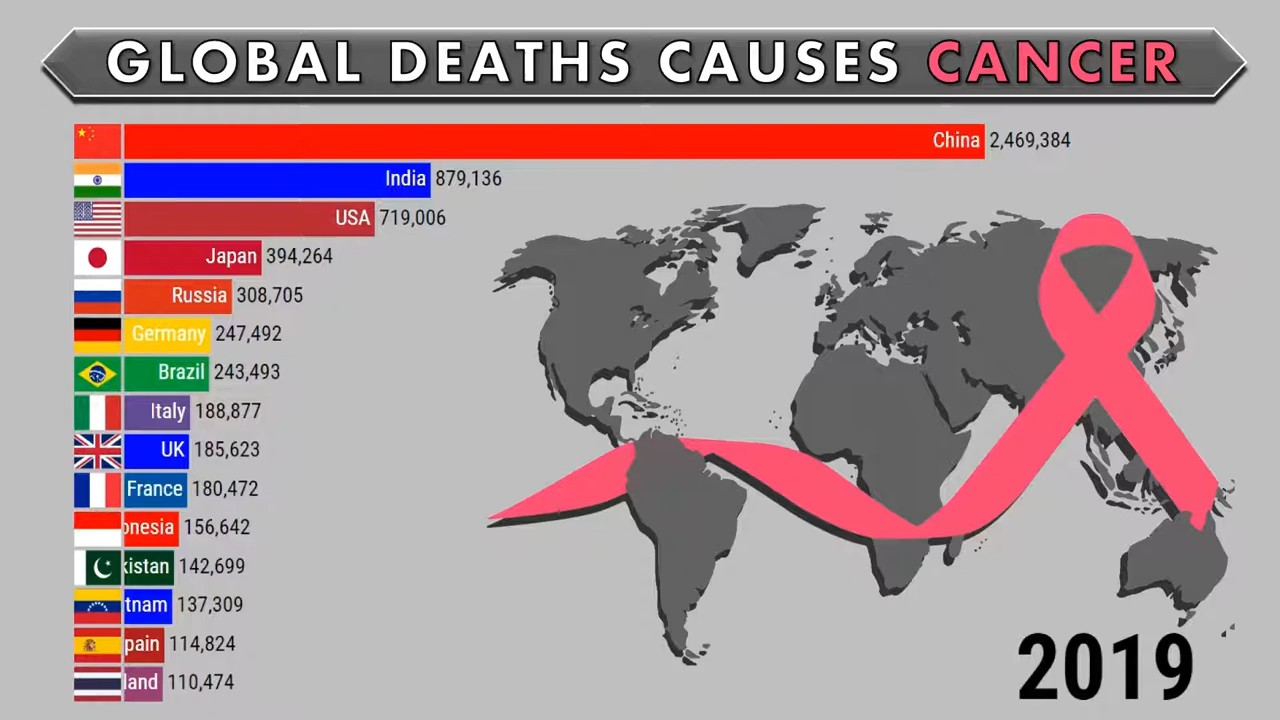 GLOBAL DEATHS CAUSES CANCER
China 2,469,384
India 879,136
USA 719,006
Japan 394,264
Russia 308,705
Germany 247,492
Brazil 243,493
Italy 188,877
UK 185,623
France 180,472
onesia 156,642
kistan 142,699
tnam 137,309
pain 114,824
land 110,474
2019